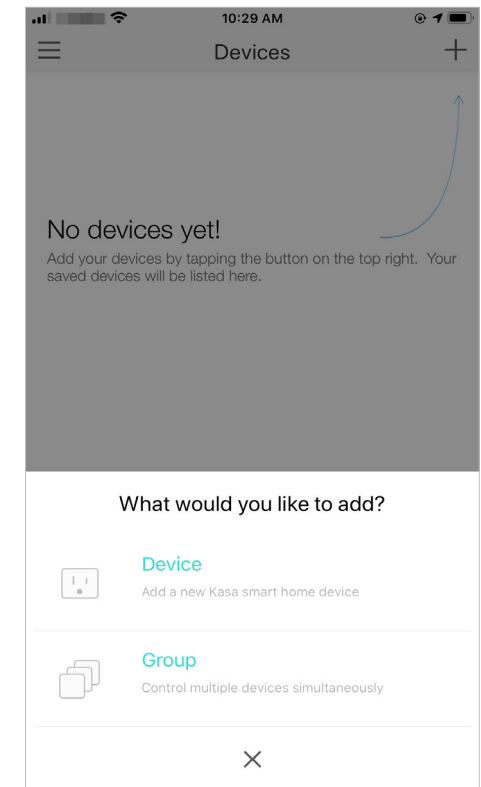 10:29 AM
Devices
No devices yet!
Add your devices by tapping the button on the top right.  Your
saved devices will be listed here.
What would you like to add?
Device
Add a new Kasa smart home device
Group
Control multiple devices simultaneously